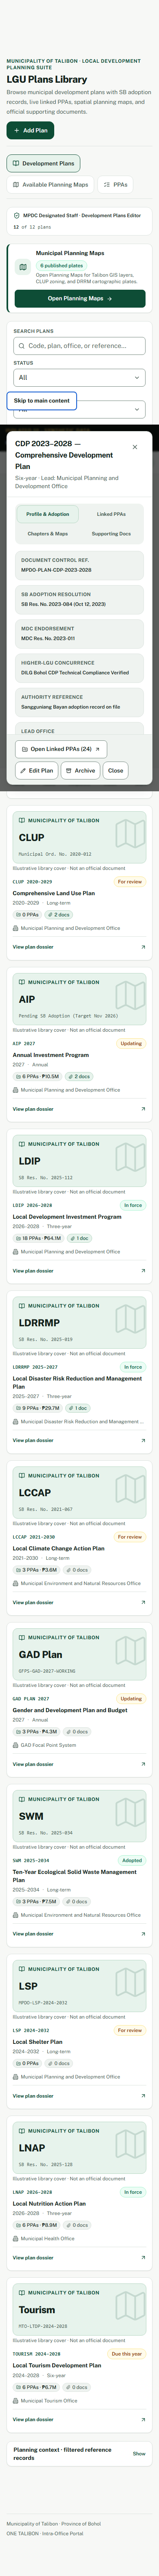 MUNICIPALITY OF TALIBON · LOCAL DEVELOPMENT
PLANNING SUITE
LGU Plans Library
Browse municipal development plans with SB adoption
records, live linked PPAs, spatial planning maps, and
official supporting documents.
Add Plan
Development Plans
Available Planning Maps
PPAs
MPDC Designated Staff · Development Plans Editor
12 of 12 plans
Municipal Planning Maps
6 published plates
Open Planning Maps for Talibon GIS layers,
CLUP zoning, and DRRM cartographic plates.
Open Planning Maps
SEARCH PLANS
Code, plan, office, or reference…
STATUS
All
Skip to main content
CDP 2023–2028 —
Comprehensive Development
Plan
Six-year · Lead: Municipal Planning and
Development Office
Profile & Adoption
Linked PPAs
Chapters & Maps
Supporting Docs
DOCUMENT CONTROL REF.
MPDO-PLAN-CDP-2023-2028
SB ADOPTION RESOLUTION
SB Res. No. 2023-084 (Oct 12, 2023)
MDC ENDORSEMENT
MDC Res. No. 2023-011
HIGHER-LGU CONCURRENCE
DILG Bohol CDP Technical Compliance Verified
AUTHORITY REFERENCE
Sangguniang Bayan adoption record on file
LEAD OFFICE
Open Linked PPAs (24)
Edit Plan
Archive
Close
MUNICIPALITY OF TALIBON
CLUP
Municipal Ord. No. 2020-012
Illustrative library cover · Not an official document
CLUP 2020-2029
For review
Comprehensive Land Use Plan
2020–2029 · Long-term
0 PPAs
2 docs
Municipal Planning and Development Office
View plan dossier
MUNICIPALITY OF TALIBON
AIP
Pending SB Adoption (Target Nov 2026)
Illustrative library cover · Not an official document
AIP 2027
Updating
Annual Investment Program
2027 · Annual
6 PPAs · ₱10.5M
2 docs
Municipal Planning and Development Office
View plan dossier
MUNICIPALITY OF TALIBON
LDIP
SB Res. No. 2025-112
Illustrative library cover · Not an official document
LDIP 2026-2028
In force
Local Development Investment Program
2026–2028 · Three-year
18 PPAs · ₱64.1M
1 doc
Municipal Planning and Development Office
View plan dossier
MUNICIPALITY OF TALIBON
LDRRMP
SB Res. No. 2025-019
Illustrative library cover · Not an official document
LDRRMP 2025-2027
In force
Local Disaster Risk Reduction and Management
Plan
2025–2027 · Three-year
9 PPAs · ₱29.7M
1 doc
Municipal Disaster Risk Reduction and Management …
View plan dossier
MUNICIPALITY OF TALIBON
LCCAP
SB Res. No. 2021-067
Illustrative library cover · Not an official document
LCCAP 2021-2030
For review
Local Climate Change Action Plan
2021–2030 · Long-term
3 PPAs · ₱3.6M
0 docs
Municipal Environment and Natural Resources Office
View plan dossier
MUNICIPALITY OF TALIBON
GAD Plan
GFPS-GAD-2027-WORKING
Illustrative library cover · Not an official document
GAD PLAN 2027
Updating
Gender and Development Plan and Budget
2027 · Annual
3 PPAs · ₱4.3M
0 docs
GAD Focal Point System
View plan dossier
MUNICIPALITY OF TALIBON
SWM
SB Res. No. 2025-034
Illustrative library cover · Not an official document
SWM 2025-2034
Adopted
Ten-Year Ecological Solid Waste Management
Plan
2025–2034 · Long-term
3 PPAs · ₱7.5M
0 docs
Municipal Environment and Natural Resources Office
View plan dossier
MUNICIPALITY OF TALIBON
LSP
MPDO-LSP-2024-2032
Illustrative library cover · Not an official document
LSP 2024-2032
For review
Local Shelter Plan
2024–2032 · Long-term
0 PPAs
0 docs
Municipal Planning and Development Office
View plan dossier
MUNICIPALITY OF TALIBON
LNAP
SB Res. No. 2025-128
Illustrative library cover · Not an official document
LNAP 2026-2028
In force
Local Nutrition Action Plan
2026–2028 · Three-year
6 PPAs · ₱8.9M
0 docs
Municipal Health Office
View plan dossier
MUNICIPALITY OF TALIBON
Tourism
MTO-LTDP-2024-2028
Illustrative library cover · Not an official document
TOURISM 2024-2028
Due this year
Local Tourism Development Plan
2024–2028 · Six-year
6 PPAs · ₱6.7M
0 docs
Municipal Tourism Office
View plan dossier
Planning context · filtered reference
records
Show
Municipality of Talibon · Province of Bohol
ONE TALIBON · Intra-Office Portal